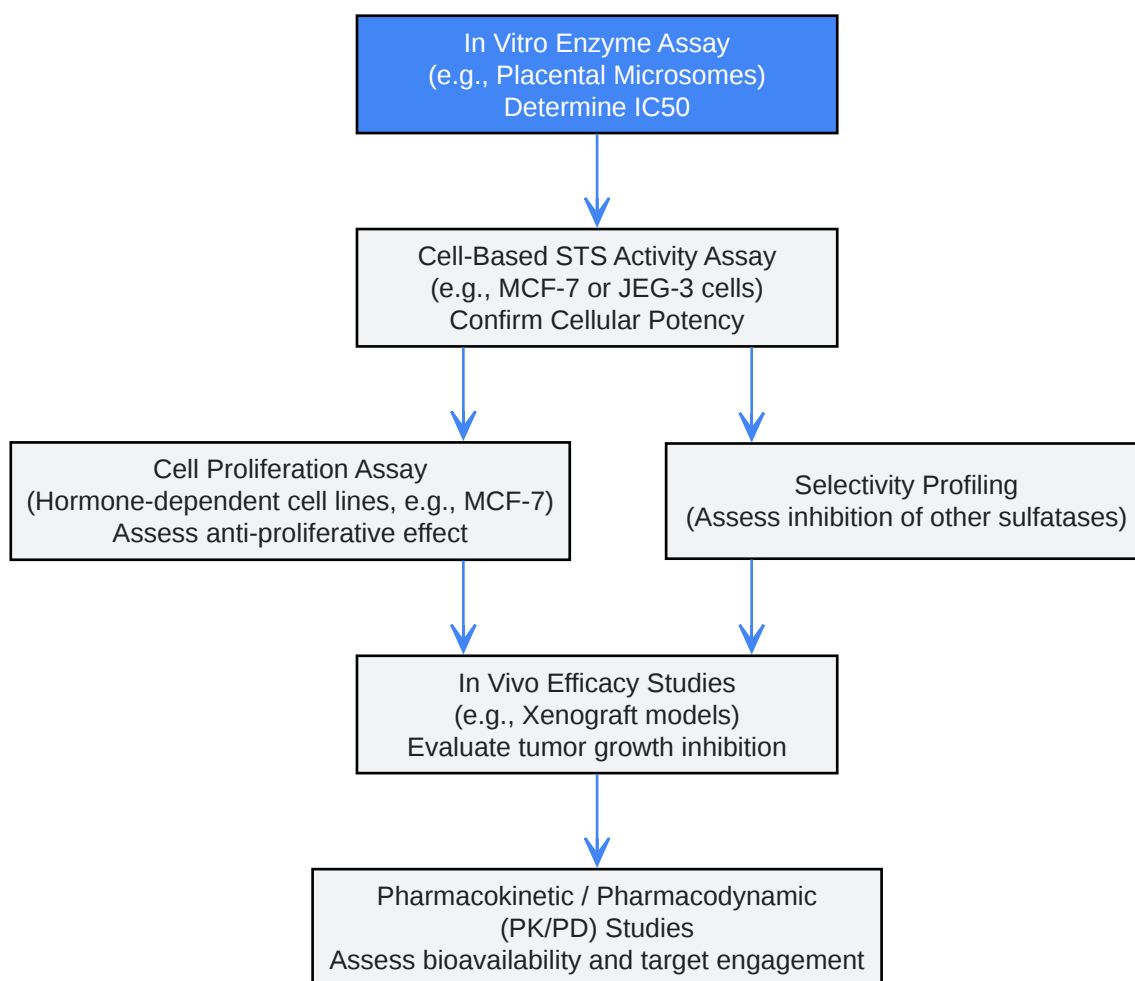 In Vitro Enzyme Assay
(e.g., Placental Microsomes)
Determine IC50
Cell-Based STS Activity Assay
(e.g., MCF-7 or JEG-3 cells)
Confirm Cellular Potency
Cell Proliferation Assay
(Hormone-dependent cell lines, e.g., MCF-7)
Assess anti-proliferative effect
Selectivity Profiling
(Assess inhibition of other sulfatases)
In Vivo Efficacy Studies
(e.g., Xenograft models)
Evaluate tumor growth inhibition
Pharmacokinetic / Pharmacodynamic
(PK/PD) Studies
Assess bioavailability and target engagement